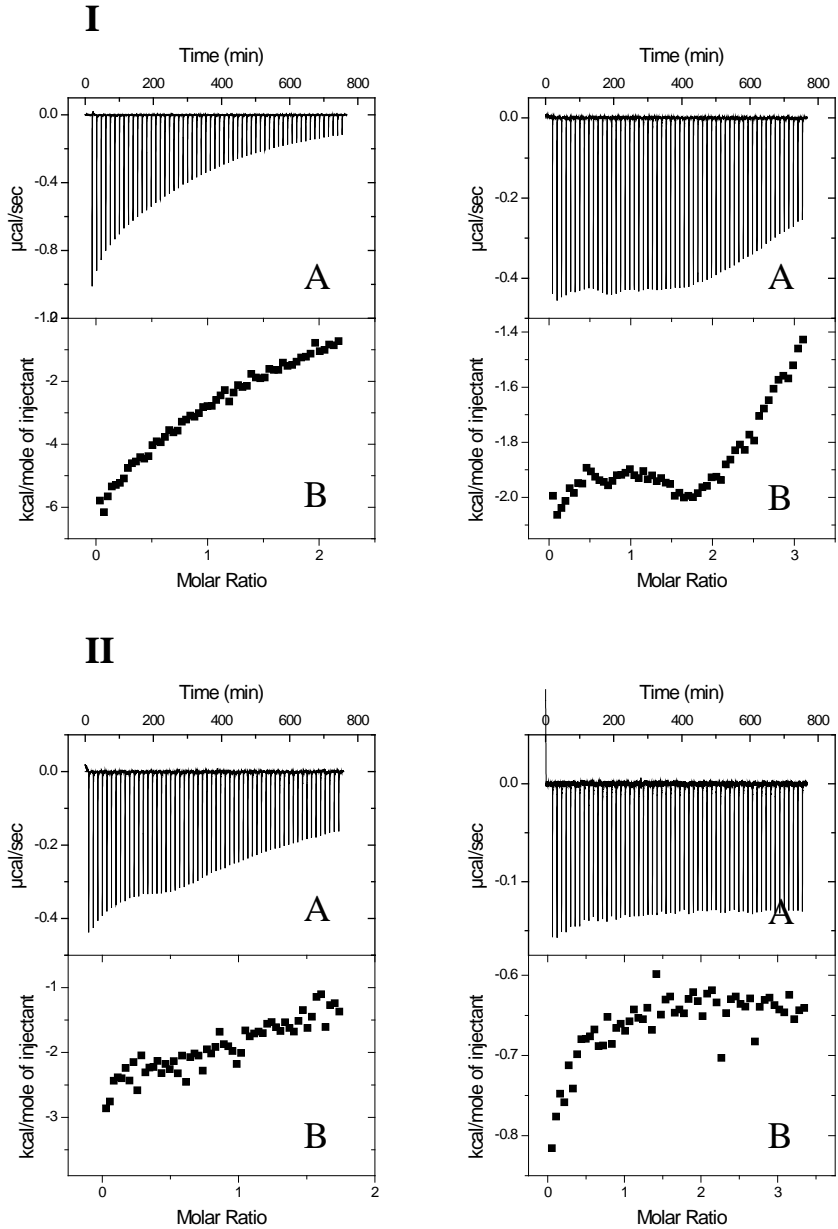 I
Time (min)
0 200 400 600 800
0.0
-0.4
-0.8
-1.2
µcal/sec
A
-2
-4
-6
kcal/mole of injectant
B
0 1 2
Molar Ratio
Time (min)
0 200 400 600 800
0.0
-0.2
-0.4
µcal/sec
A
-1.4
-1.6
-1.8
-2.0
kcal/mole of injectant
B
0 1 2 3
Molar Ratio
II
Time (min)
0 200 400 600 800
0.0
-0.2
-0.4
µcal/sec
A
-1
-2
-3
kcal/mole of injectant
B
0 1 2
Molar Ratio
Time (min)
0 200 400 600 800
0.0
-0.1
µcal/sec
A
-0.6
-0.7
-0.8
kcal/mole of injectant
B
0 1 2 3
Molar Ratio